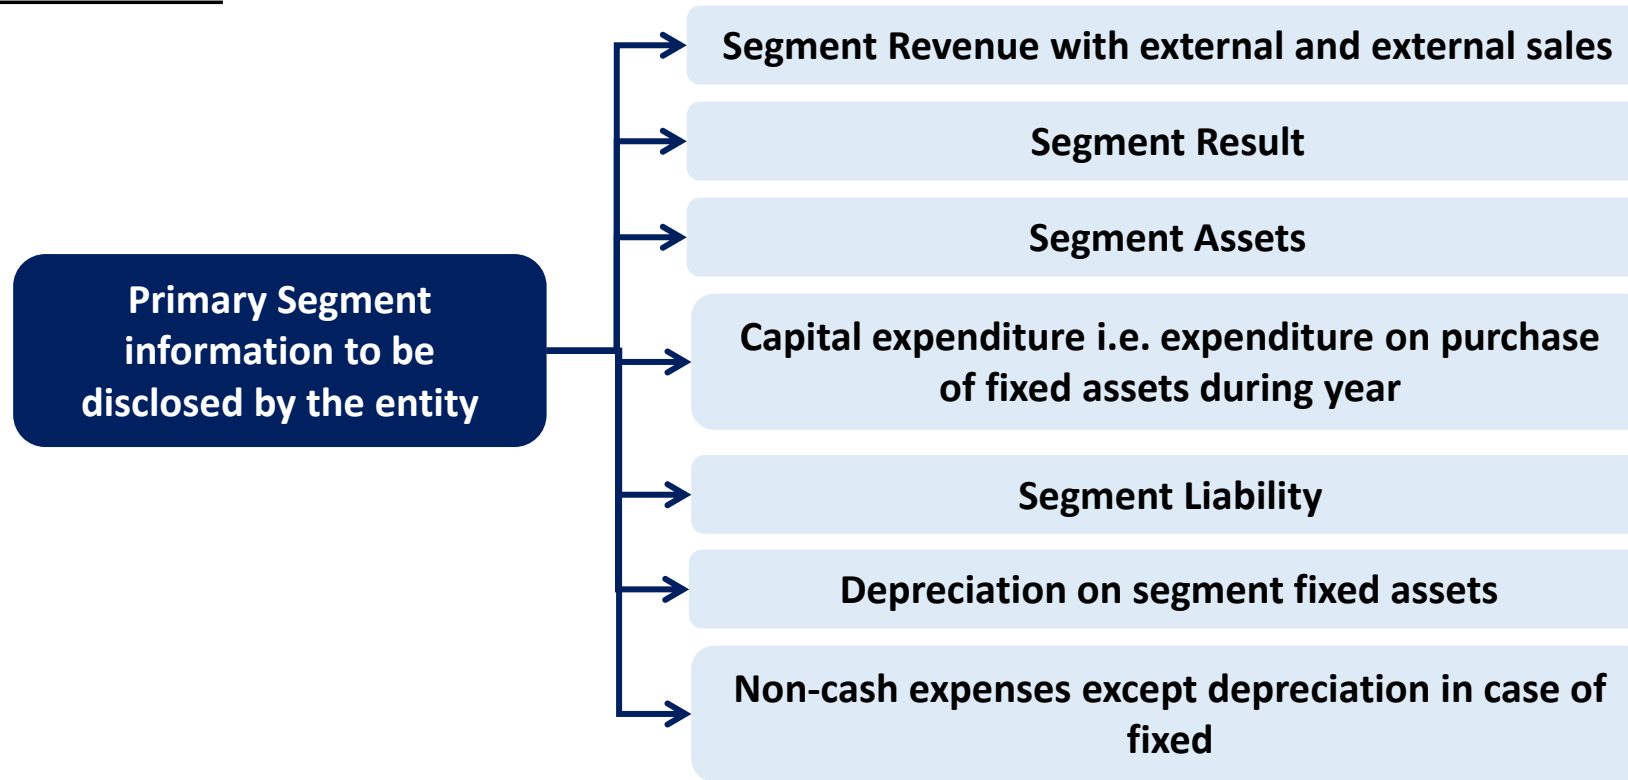 Segment Revenue with external and external sales
Segment Result
Segment Assets
Primary Segment
information to be
disclosed by the entity
Capital expenditure i.e. expenditure on purchase
of fixed assets during year
Segment Liability
Depreciation on segment fixed assets
Non-cash expenses except depreciation in case of
fixed